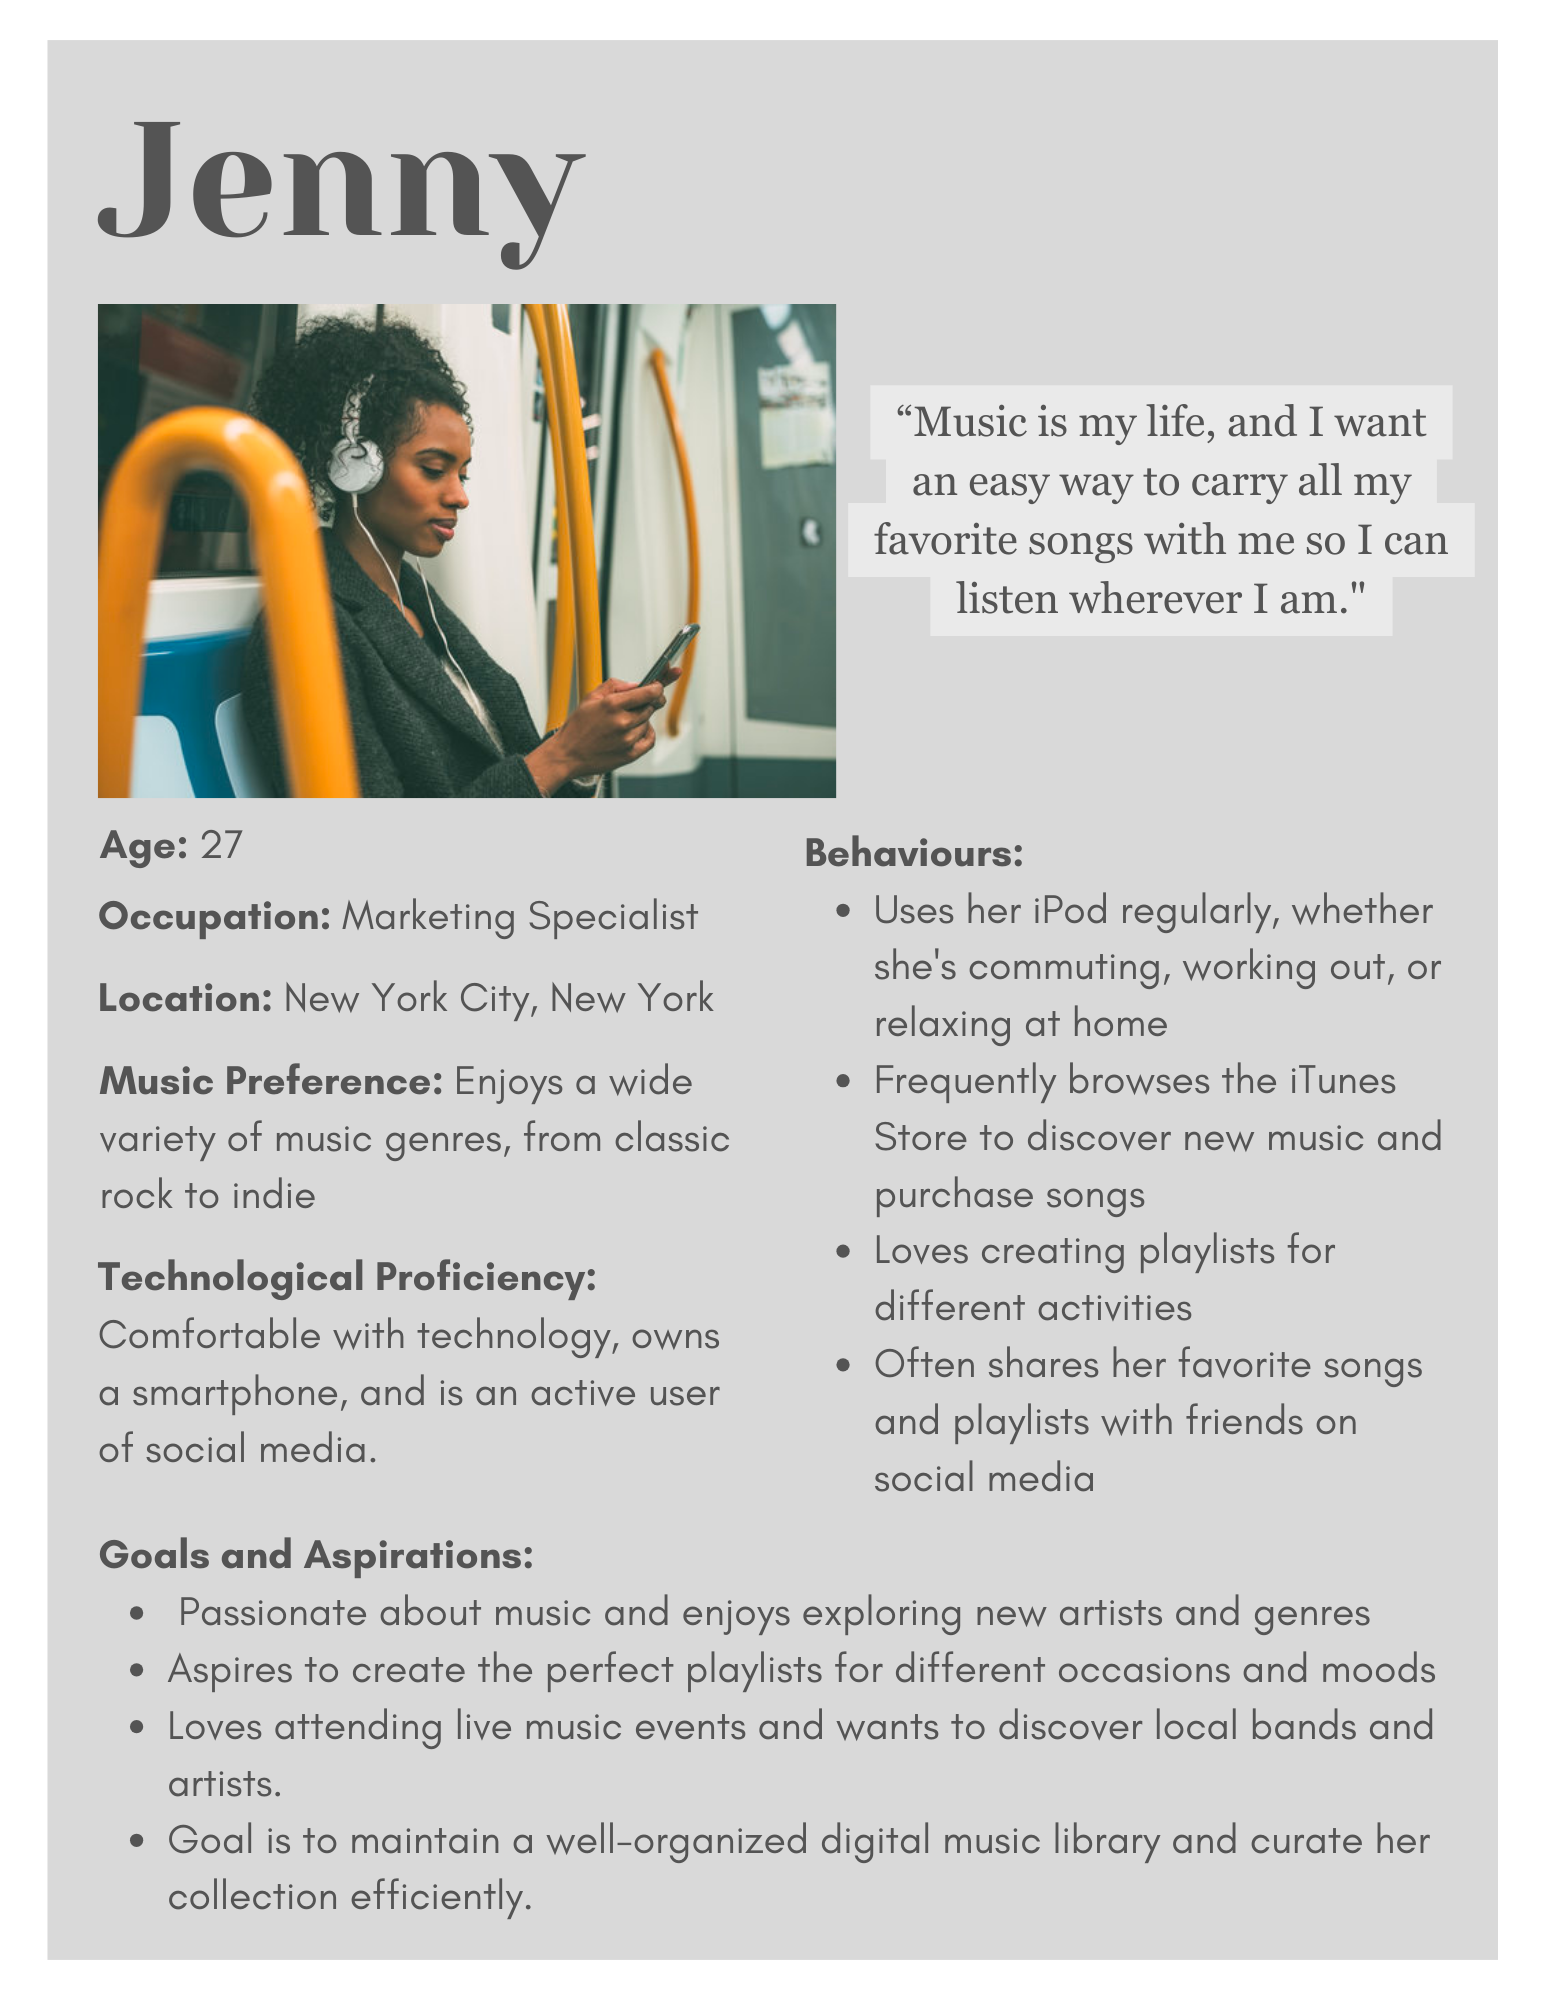 Jenny
“Music is my life, and I want
an easy way to carry all my
favorite songs with me so I can
listen wherever I am."
Age: 27
Occupation: Marketing Specialist
Location: New York City, New York
Music Preference: Enjoys a wide
variety of music genres, from classic
rock to indie
Technological Proficiency:
Comfortable with technology, owns
a smartphone, and is an active user
of social media.
Behaviours:
• Uses her iPod regularly, whether
she's commuting, working out, or
relaxing at home
• Frequently browses the iTunes
Store to discover new music and
purchase songs
• Loves creating playlists for
different activities
• Often shares her favorite songs
and playlists with friends on
social media
Goals and Aspirations:
• Passionate about music and enjoys exploring new artists and genres
• Aspires to create the perfect playlists for different occasions and moods
• Loves attending live music events and wants to discover local bands and
artists.
• Goal is to maintain a well-organized digital music library and curate her
collection efficiently.